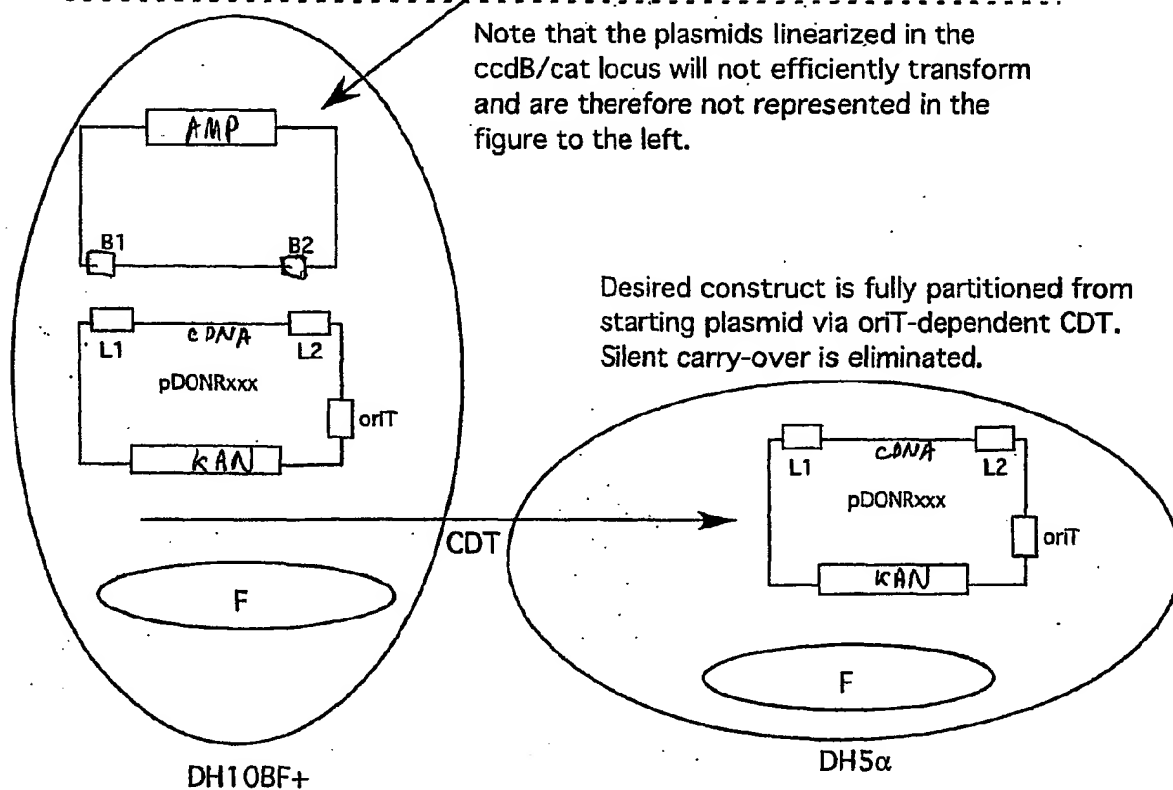 Note that the plasmids linearized in the
ccdB/cat locus will not efficiently transform
and are therefore not represented in the
figure to the left.
AMP
B1 B2
L1 cDNA L2
pDONRxxx
oriT
KAN
Desired construct is fully partitioned from
starting plasmid via oriT-dependent CDT.
Silent carry-over is eliminated.
CDT
F
DH10BF+
L1 cDNA L2
pDONRxxx
oriT
KAN
F
DH5α